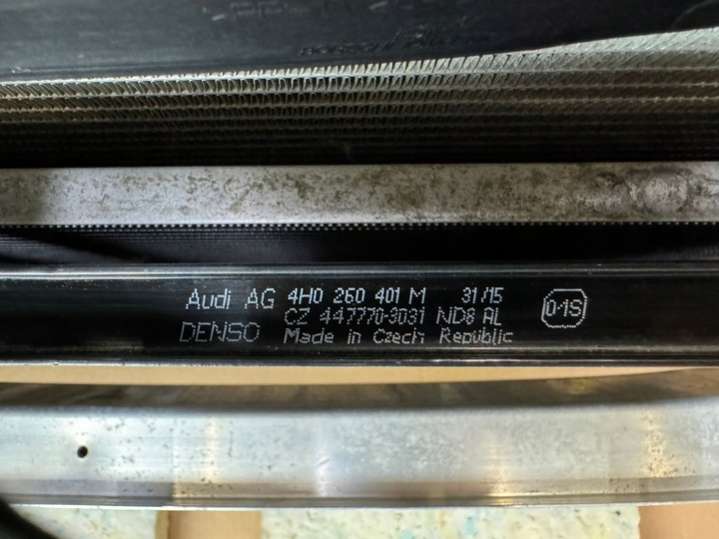 Audi AG 4H0 260 401 M 31/15
CZ 447770-3031 ND8 AL
DENSO Made in Czech Republic
0-1S